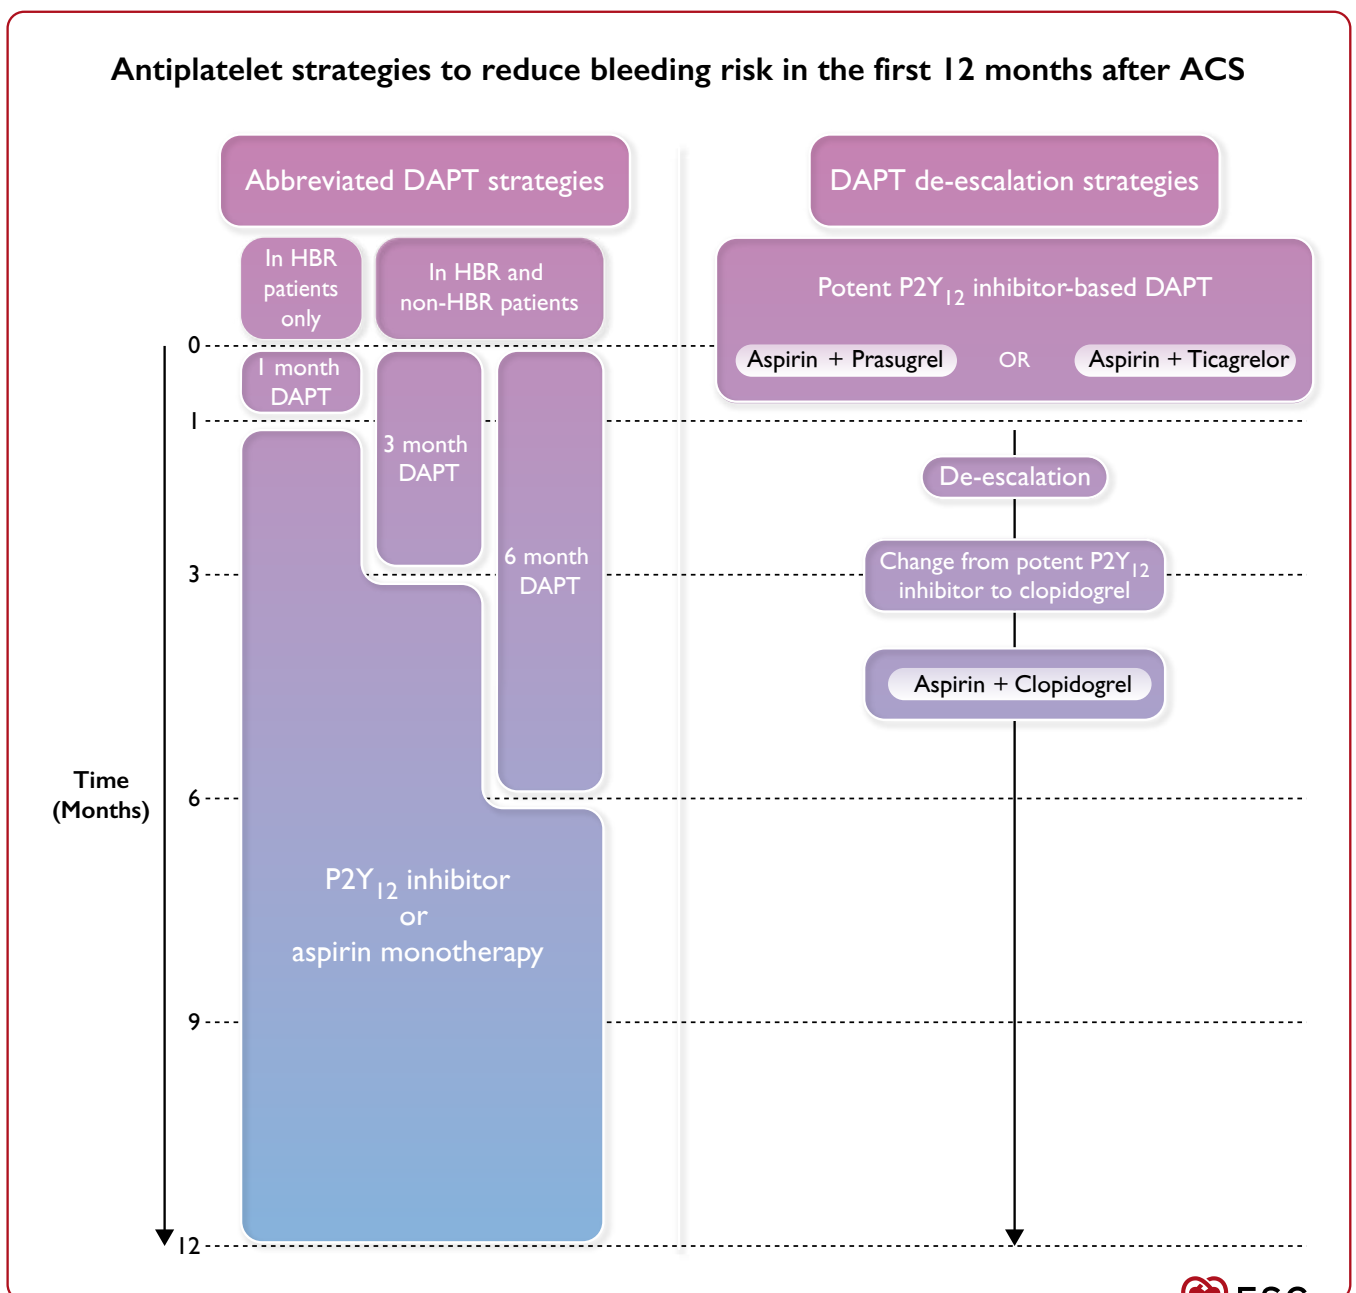 Antiplatelet strategies to reduce bleeding risk in the first 12 months after ACS
Abbreviated DAPT strategies
In HBR
patients
only
In HBR and
non-HBR patients
1 month
DAPT
3 month
DAPT
6 month
DAPT
P2Y12 inhibitor
or
aspirin monotherapy
DAPT de-escalation strategies
Potent P2Y12 inhibitor-based DAPT
Aspirin + Prasugrel OR Aspirin + Ticagrelor
De-escalation
Change from potent P2Y12
inhibitor to clopidogrel
Aspirin + Clopidogrel
Time
(Months)
0
1
3
6
9
12
ESC